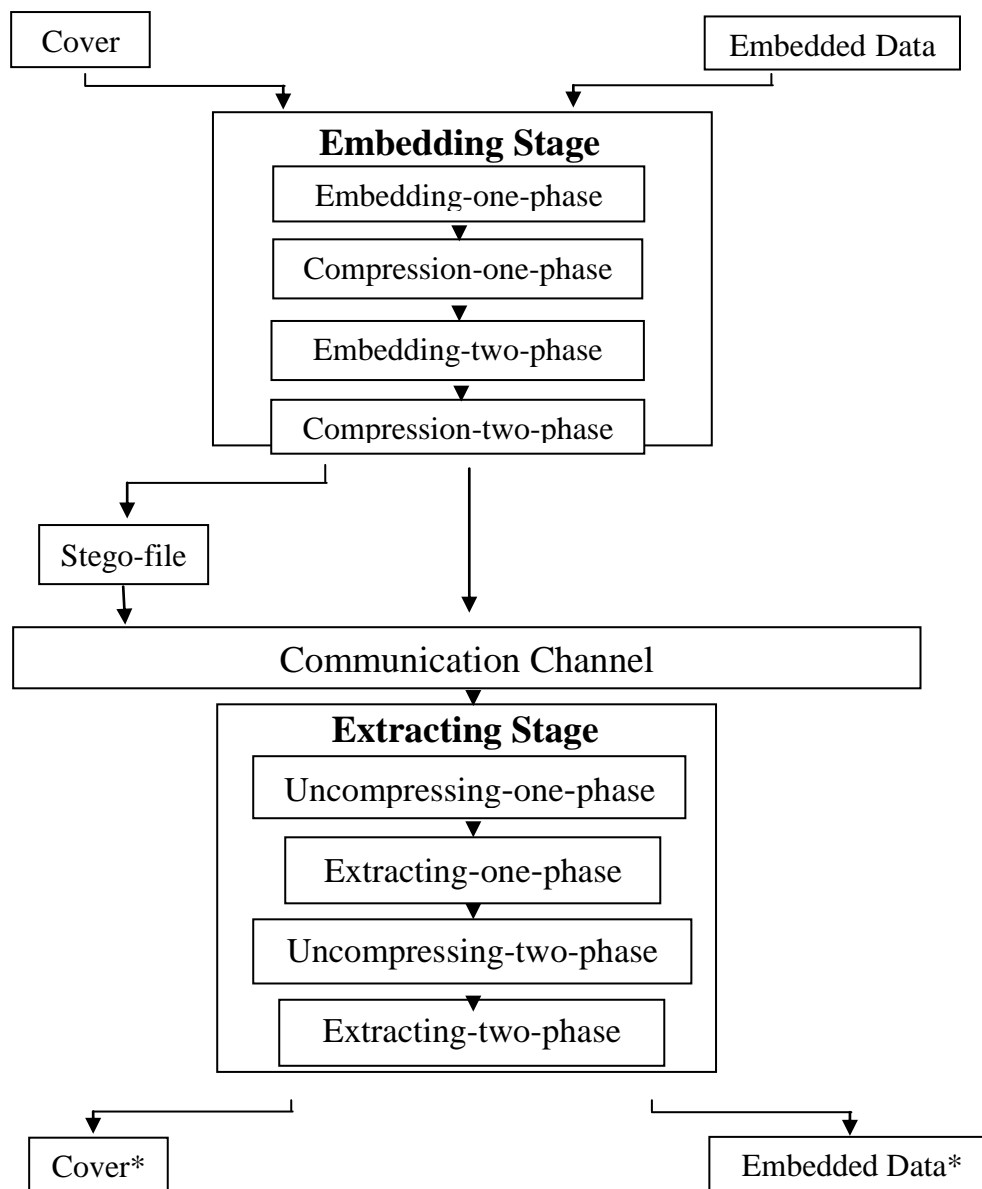 Cover
Embedded Data
Embedding Stage
Embedding-one-phase
Compression-one-phase
Embedding-two-phase
Compression-two-phase
Stego-file
Communication Channel
Extracting Stage
Uncompressing-one-phase
Extracting-one-phase
Uncompressing-two-phase
Extracting-two-phase
Cover*
Embedded Data*